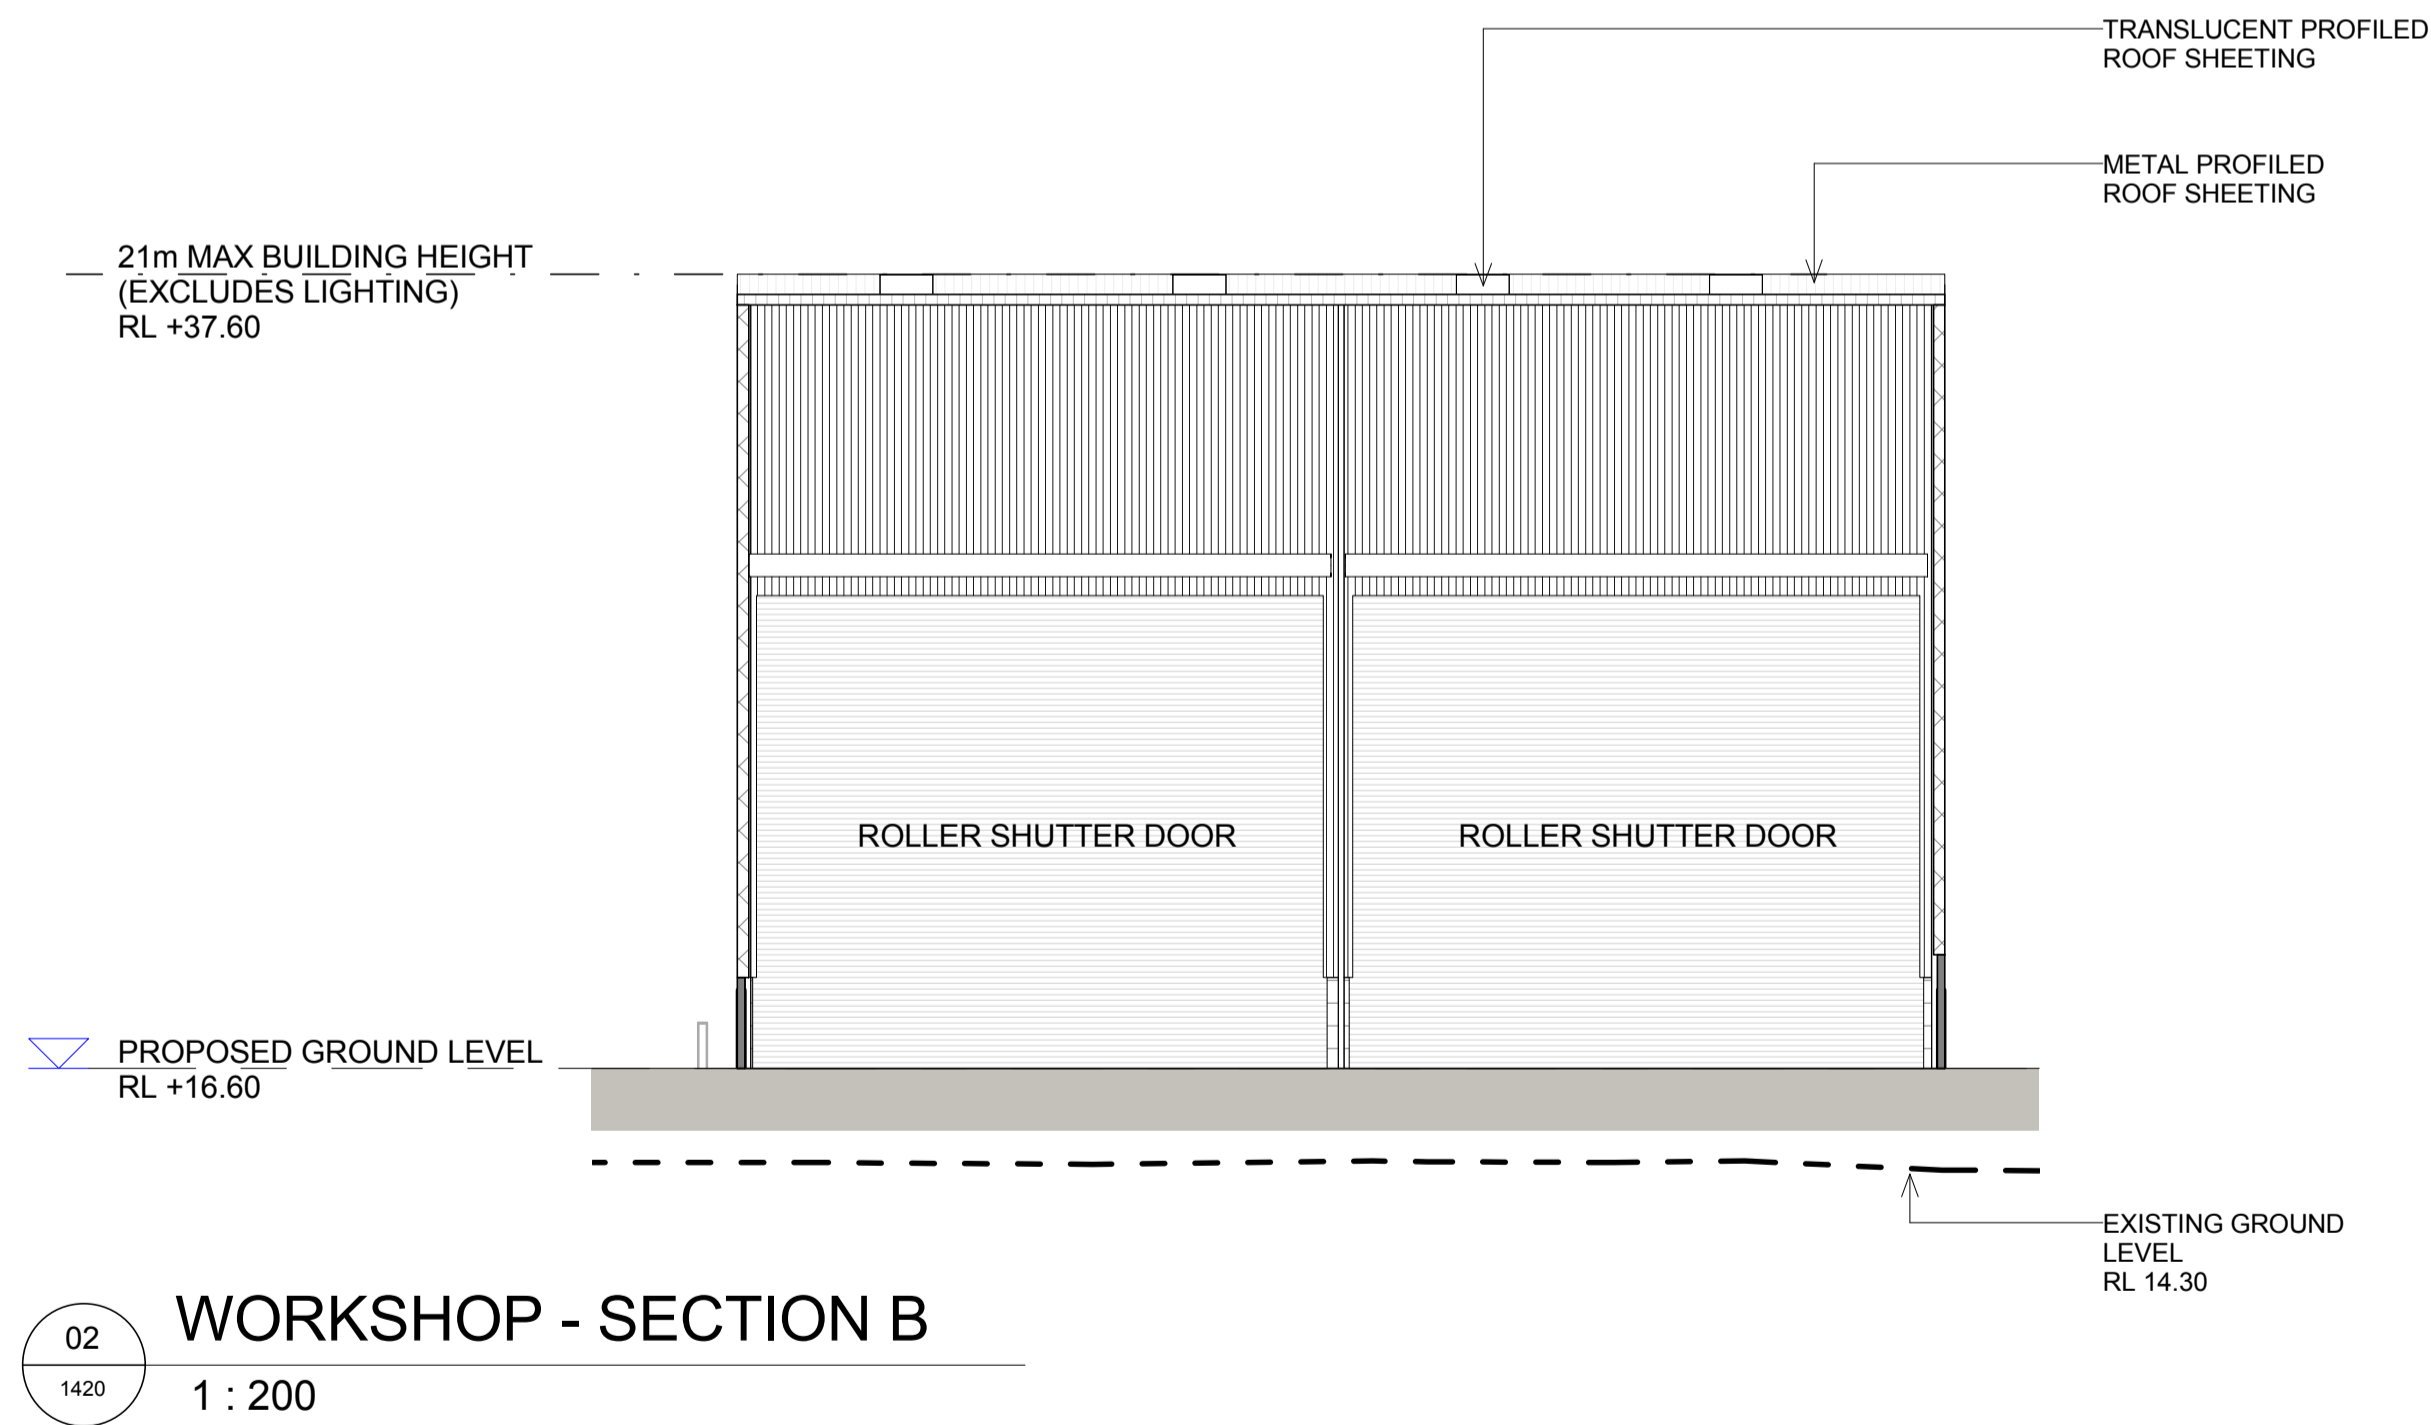 TRANSLUCENT PROFILED
ROOF SHEETING
METAL PROFILED
ROOF SHEETING
21m MAX BUILDING HEIGHT
(EXCLUDES LIGHTING)
RL +37.60
ROLLER SHUTTER DOOR
ROLLER SHUTTER DOOR
PROPOSED GROUND LEVEL
RL +16.60
EXISTING GROUND
LEVEL
RL 14.30
02
1420
WORKSHOP - SECTION B
1 : 200